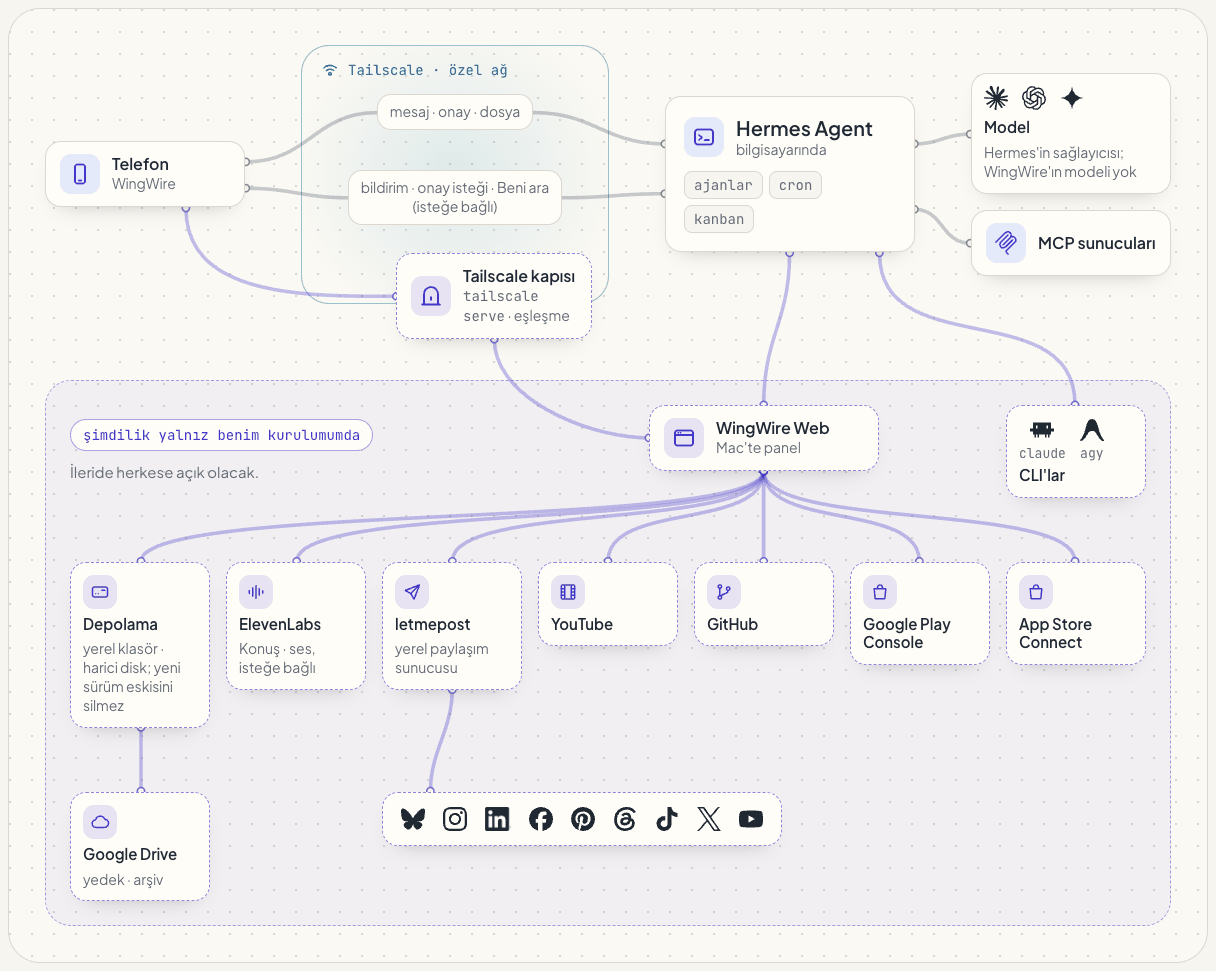 Tailscale · özel ağ
mesaj · onay · dosya
Telefon
WingWire
bildirim · onay isteği · Beni ara
(isteğe bağlı)
Hermes Agent
bilgisayarında
ajanlar
cron
kanban
Model
Hermes'in sağlayıcısı;
WingWire'ın modeli yok
MCP sunucuları
Tailscale kapısı
tailscale
serve · eşleşme
şimdilik yalnız benim kurulumumda
İleride herkese açık olacak.
WingWire Web
Mac'te panel
claude
agy
CLI'lar
Depolama
yerel klasör ·
harici disk; yeni
sürüm eskisini
silmez
ElevenLabs
Konuş · ses,
isteğe bağlı
letmepost
yerel paylaşım
sunucusu
YouTube
GitHub
Google Play
Console
App Store
Connect
Google Drive
yedek · arşiv